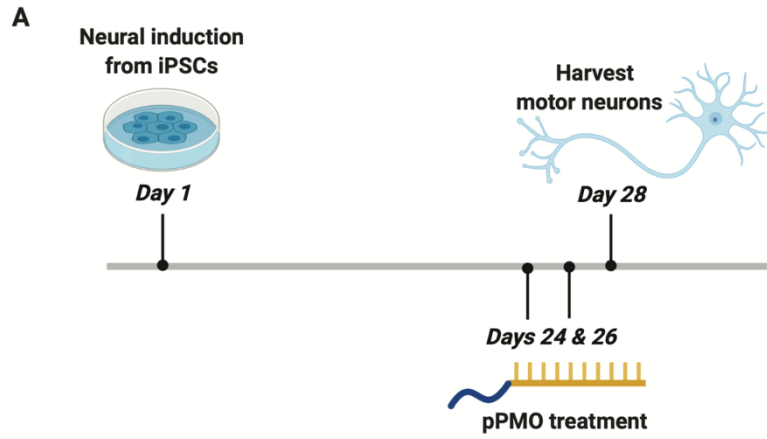 A
Neural induction
from iPSCs
Day 1
Harvest
motor neurons
Day 28
Days 24 & 26
pPMO treatment